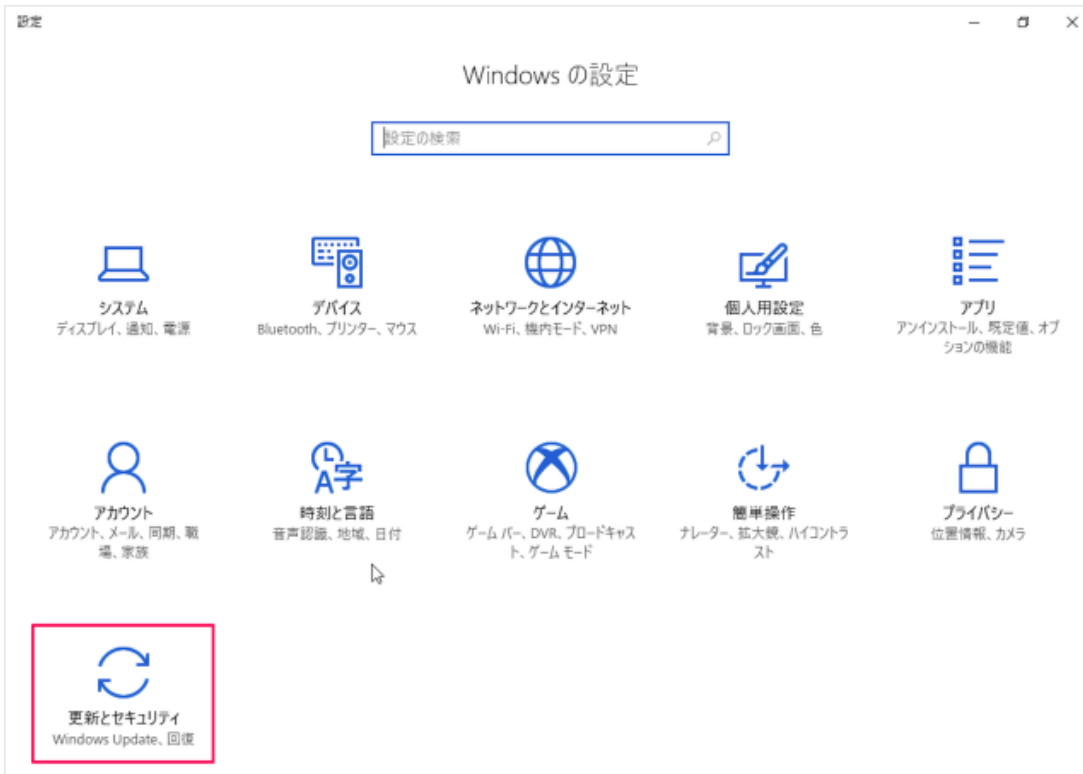 設定
Windows の設定
設定の検索
システム
ディスプレイ、通知、電源
デバイス
Bluetooth、プリンター、マウス
ネットワークとインターネット
Wi-Fi、機内モード、VPN
個人用設定
背景、ロック画面、色
アプリ
アンインストール、既定値、オプ
ションの機能
アカウント
アカウント、メール、同期、職
場、家族
時刻と言語
音声認識、地域、日付
ゲーム
ゲーム バー、DVR、ブロードキャス
ト、ゲーム モード
簡単操作
ナレーター、拡大鏡、ハイコントラ
スト
プライバシー
位置情報、カメラ
更新とセキュリティ
Windows Update、回復